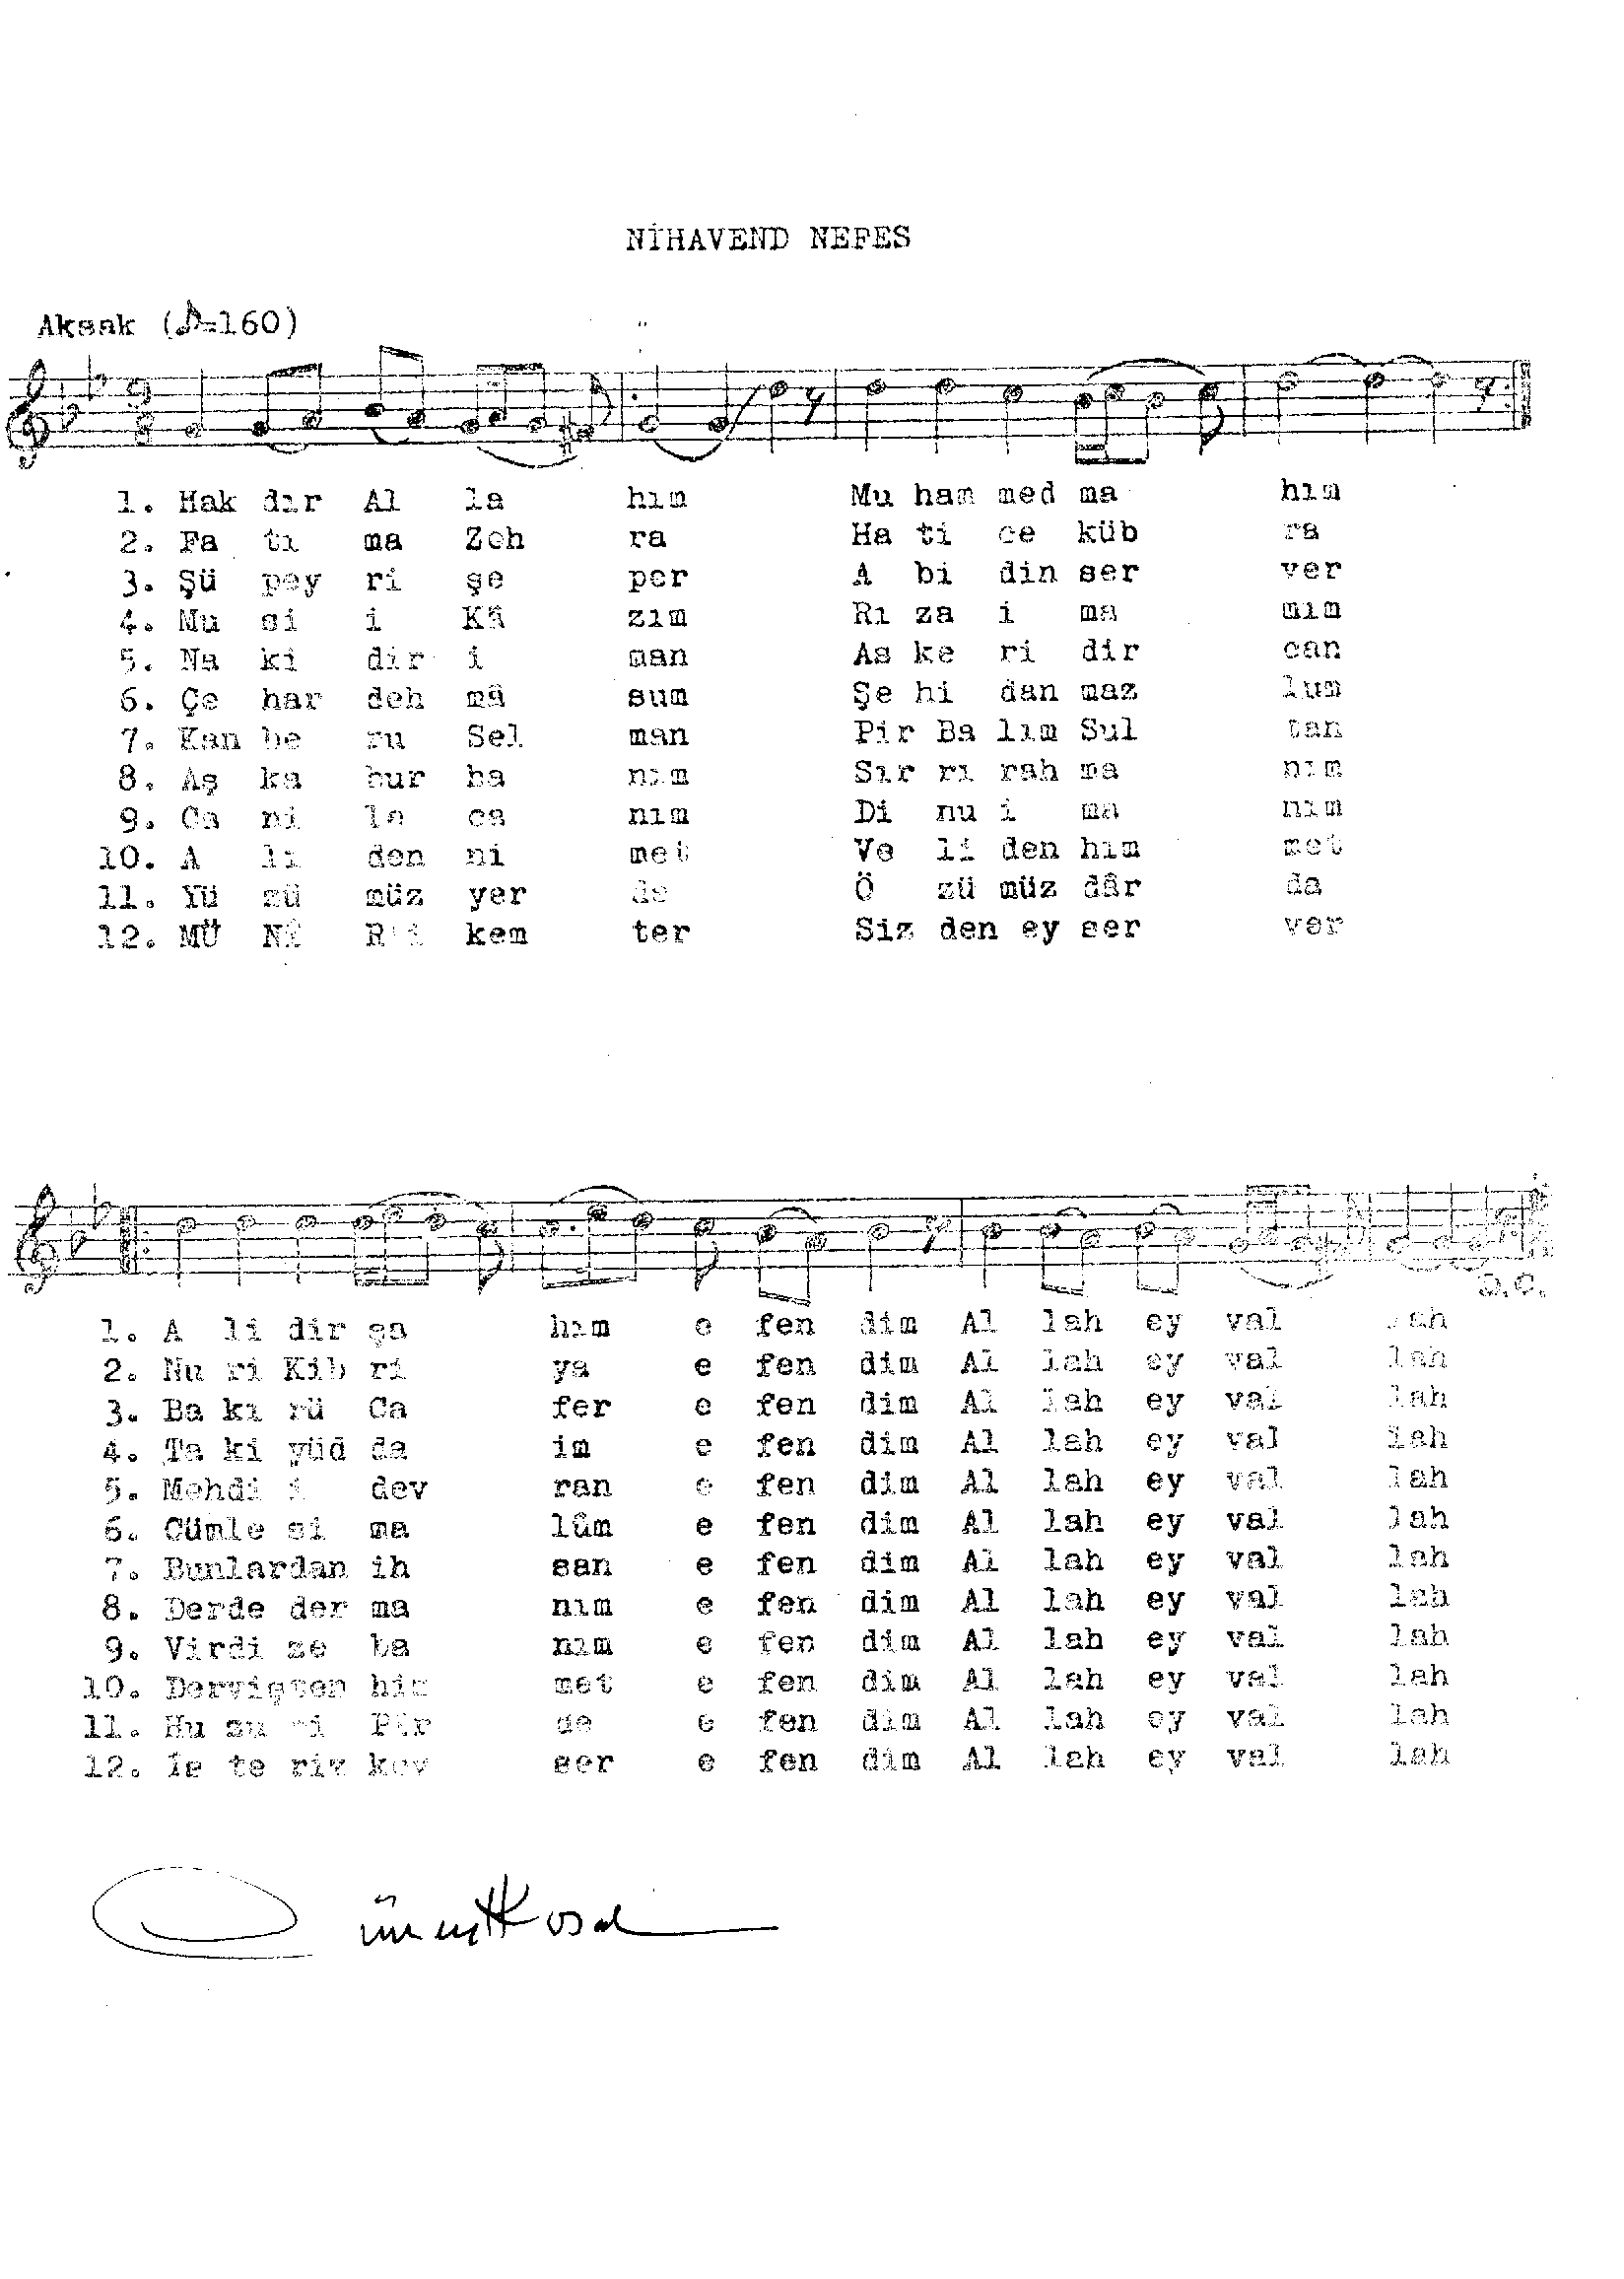 NİHAVEND NEFES
Aksak (♪=160)
1. Hak dır Al la hım Mu ham med ma hım
2. Fa tı ma Zeh ra Ha ti ce küb ra
3. Şü pey ri şe per A bi din ser ver
4. Mu si i Kâ zım Rı za i ma mım
5. Na ki dir i man As ke ri dir can
6. Çe har deh mâ sum Şe hi dan maz lum
7. Kan be ru Sel man Pir Ba lım Sul tan
8. Aş ka bur ha nım Sır rı rah ma nım
9. Ca ni le ca nım Di nu i ma nım
10. A li den ni met Ve li den hım met
11. Yü zü müz yer de Ö zü müz dâr da
12. MÜ NÎ R'i kem ter Siz den ey ser ver
1. A li dir şa hım e fen dim Al lah ey val lah
2. Nu ri Kib ri ya e fen dim Al lah ey val lah
3. Ba kı rü Ca fer e fen dim Al lah ey val lah
4. Ta ki yüd da im e fen dim Al lah ey val lah
5. Mehdi i dev ran e fen dim Al lah ey val lah
6. Cümle si ma lûm e fen dim Al lah ey val lah
7. Bunlardan ih san e fen dim Al lah ey val lah
8. Derde der ma nım e fen dim Al lah ey val lah
9. Virdi ze ba nım e fen dim Al lah ey val lah
10. Dervişten him met e fen dim Al lah ey val lah
11. Hu zu ri Pîr de e fen dim Al lah ey val lah
12. İs te riz kev ser e fen dim Al lah ey val lah
D.C.